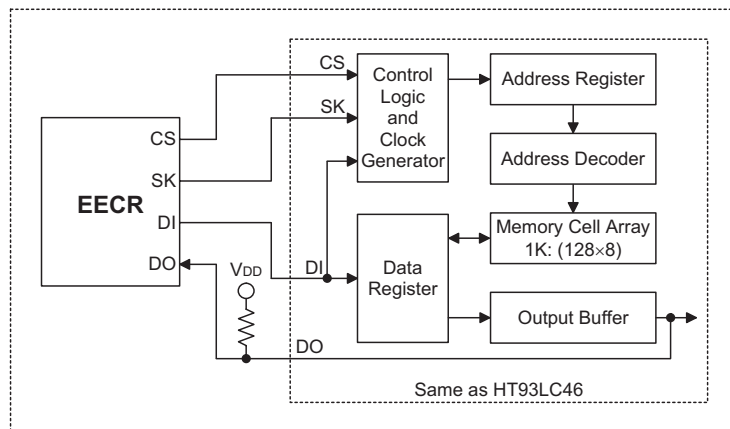 EECR
CS
SK
DI
DO
VDD
CS
SK
DI
DO
Control
Logic
and
Clock
Generator
Address Register
Address Decoder
Memory Cell Array
1K: (128×8)
Data
Register
Output Buffer
Same as HT93LC46